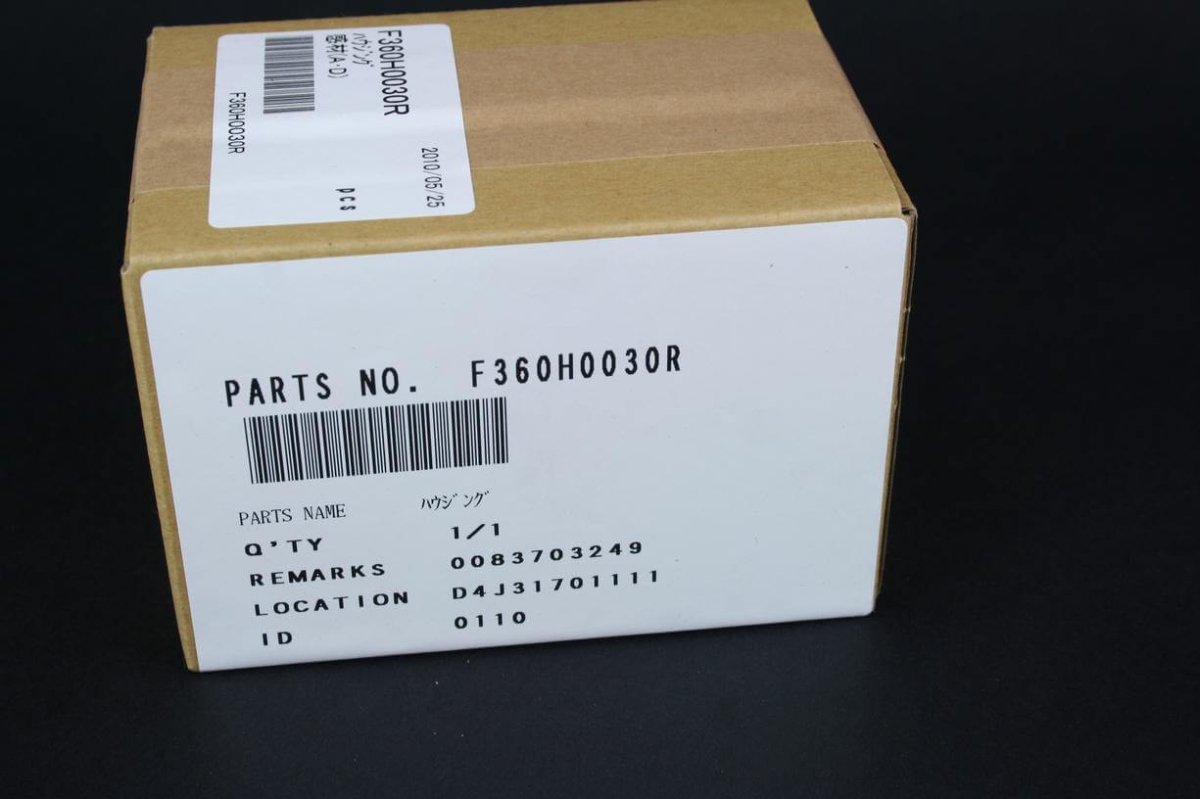 F360H0030R
ﾊｳｼﾞﾝｸﾞ
感材(A·D)
F360H0030R
2010/05/25
pcs
PARTS NO. F360H0030R
PARTS NAME ﾊｳｼﾞﾝｸﾞ
Q'TY 1/1
REMARKS 0083703249
LOCATION D4J31701111
ID 0110